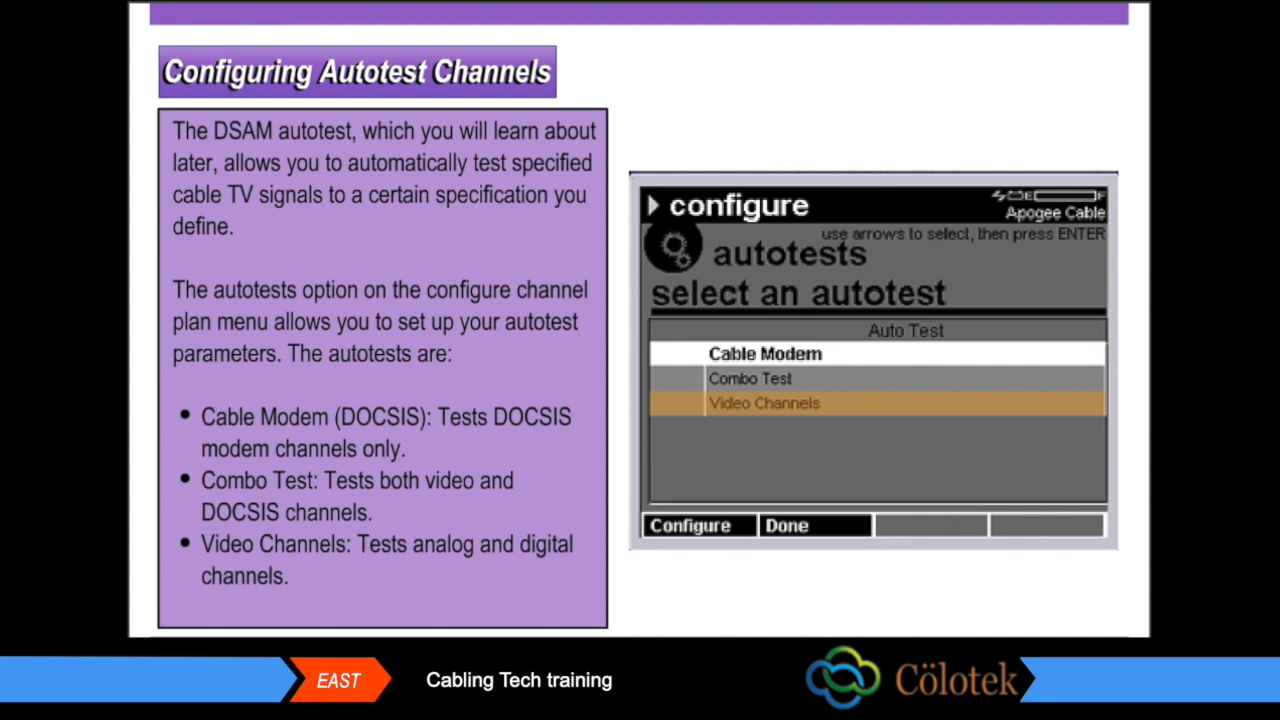 Configuring Autotest Channels
The DSAM autotest, which you will learn about
later, allows you to automatically test specified
cable TV signals to a certain specification you
define.
The autotests option on the configure channel
plan menu allows you to set up your autotest
parameters. The autotests are:
• Cable Modem (DOCSIS): Tests DOCSIS
modem channels only.
• Combo Test: Tests both video and
DOCSIS channels.
• Video Channels: Tests analog and digital
channels.
configure
E F
Apogee Cable
use arrows to select, then press ENTER
autotests
select an autotest
Auto Test
Cable Modem
Combo Test
Video Channels
Configure Done
EAST
Cabling Tech training
Cölotek